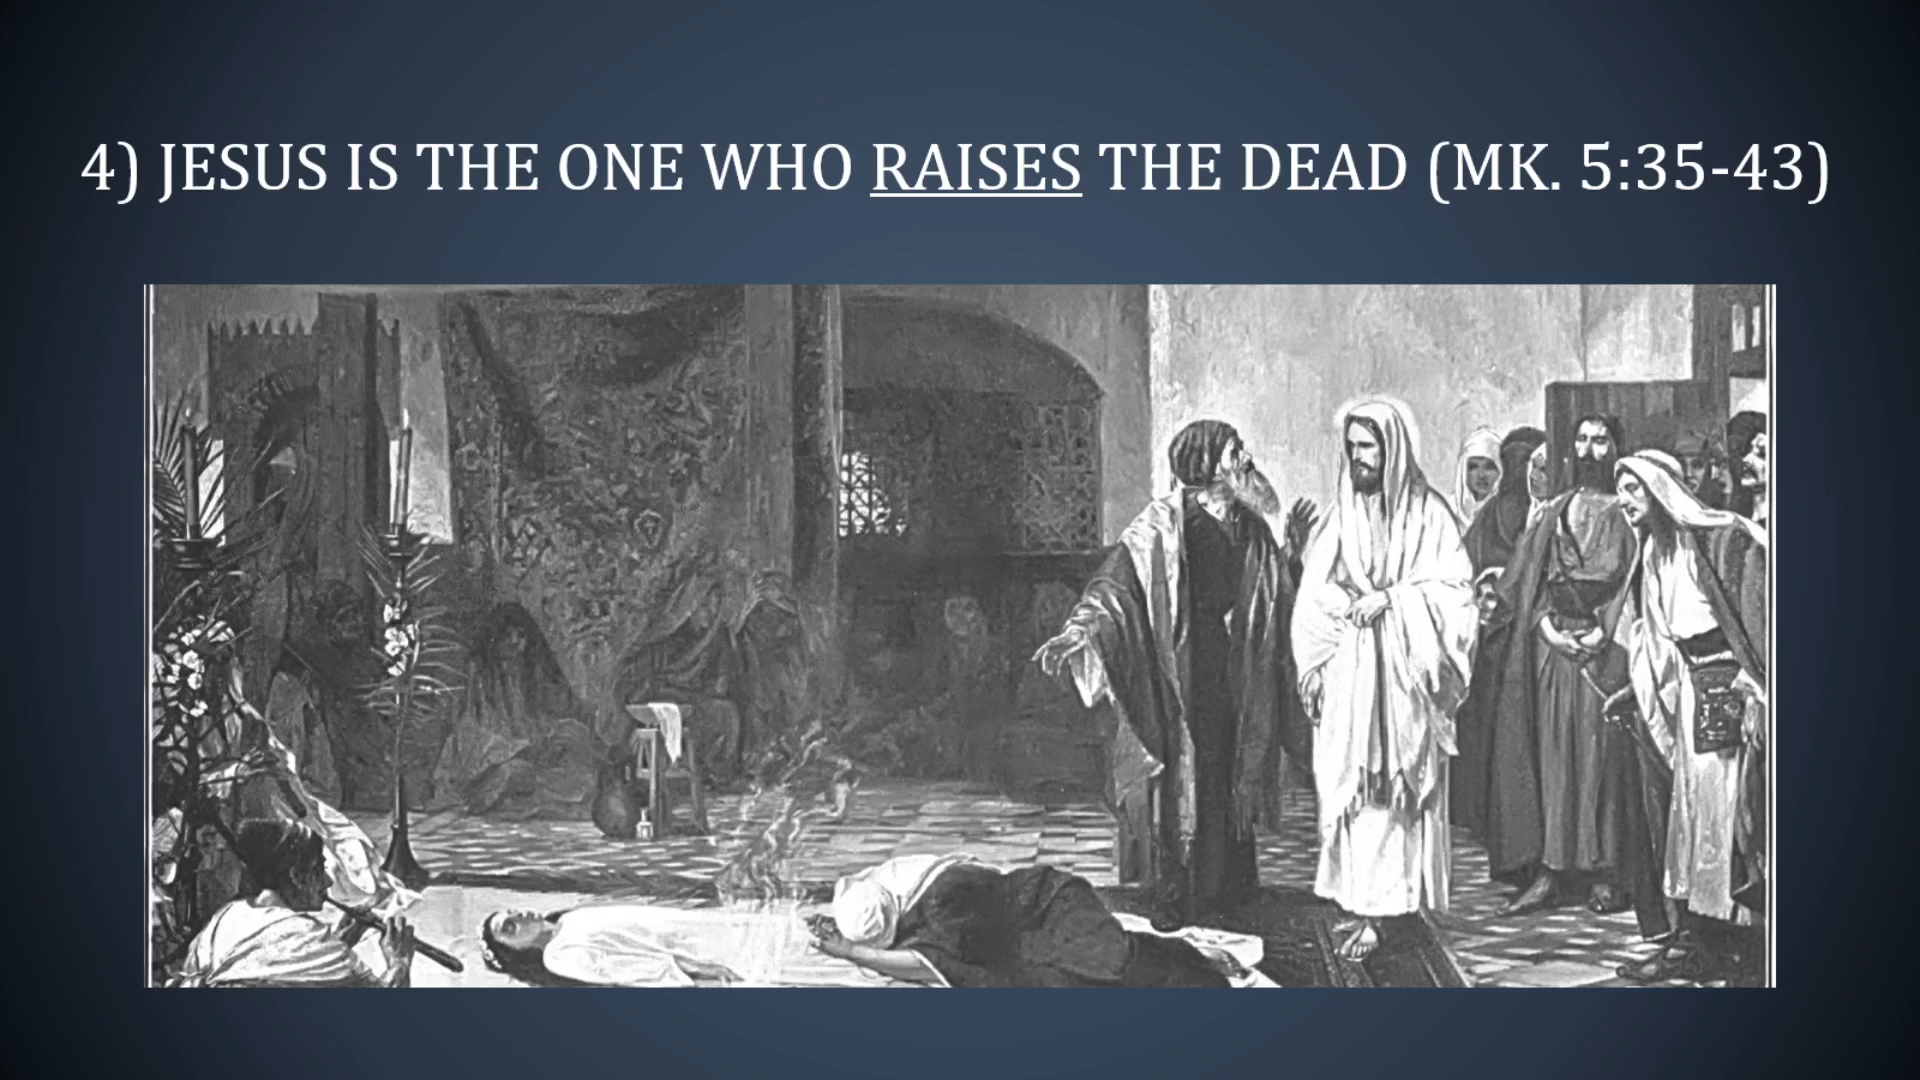 4) JESUS IS THE ONE WHO RAISES THE DEAD (MK. 5:35-43)